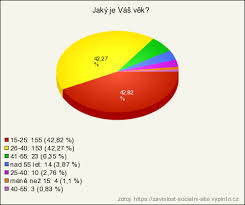 Jaký je Váš věk?
42,27
%
42,82
%
15-25: 155 (42,82 %)
26-40: 153 (42,27 %)
41-55: 23 (6,35 %)
nad 55 let: 14 (3,87 %)
25-40: 10 (2,76 %)
méně než 15: 4 (1,1 %)
40-55: 3 (0,83 %)
zdroj: https://zavislost-socialni-site.vyplnto.cz